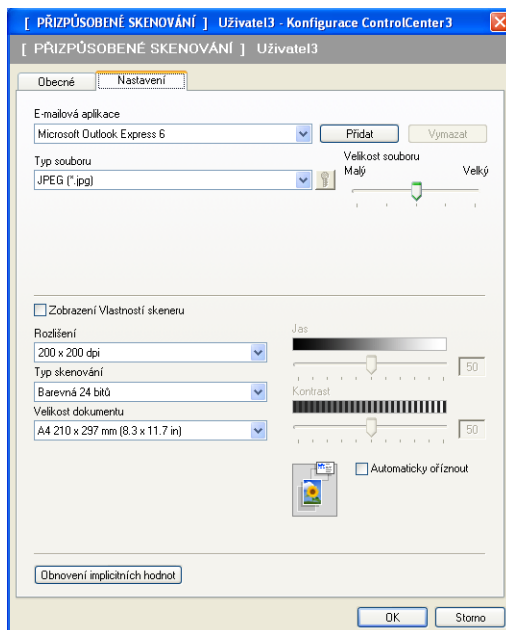 [ PŘIZPŮSOBENÉ SKENOVÁNÍ ] Uživatel3 - Konfigurace ControlCenter3
[ PŘIZPŮSOBENÉ SKENOVÁNÍ ] Uživatel3
Obecné Nastavení
E-mailová aplikace
Microsoft Outlook Express 6 Přidat Vymazat
Typ souboru Velikost souboru
Malý Velký
JPEG (*.jpg)
Zobrazení Vlastností skeneru
Rozlišení Jas
200 x 200 dpi 50
Typ skenování
Barevná 24 bitů Kontrast
Velikost dokumentu
A4 210 x 297 mm (8.3 x 11.7 in) 50
Automaticky oříznout
Obnovení implicitních hodnot
OK Storno